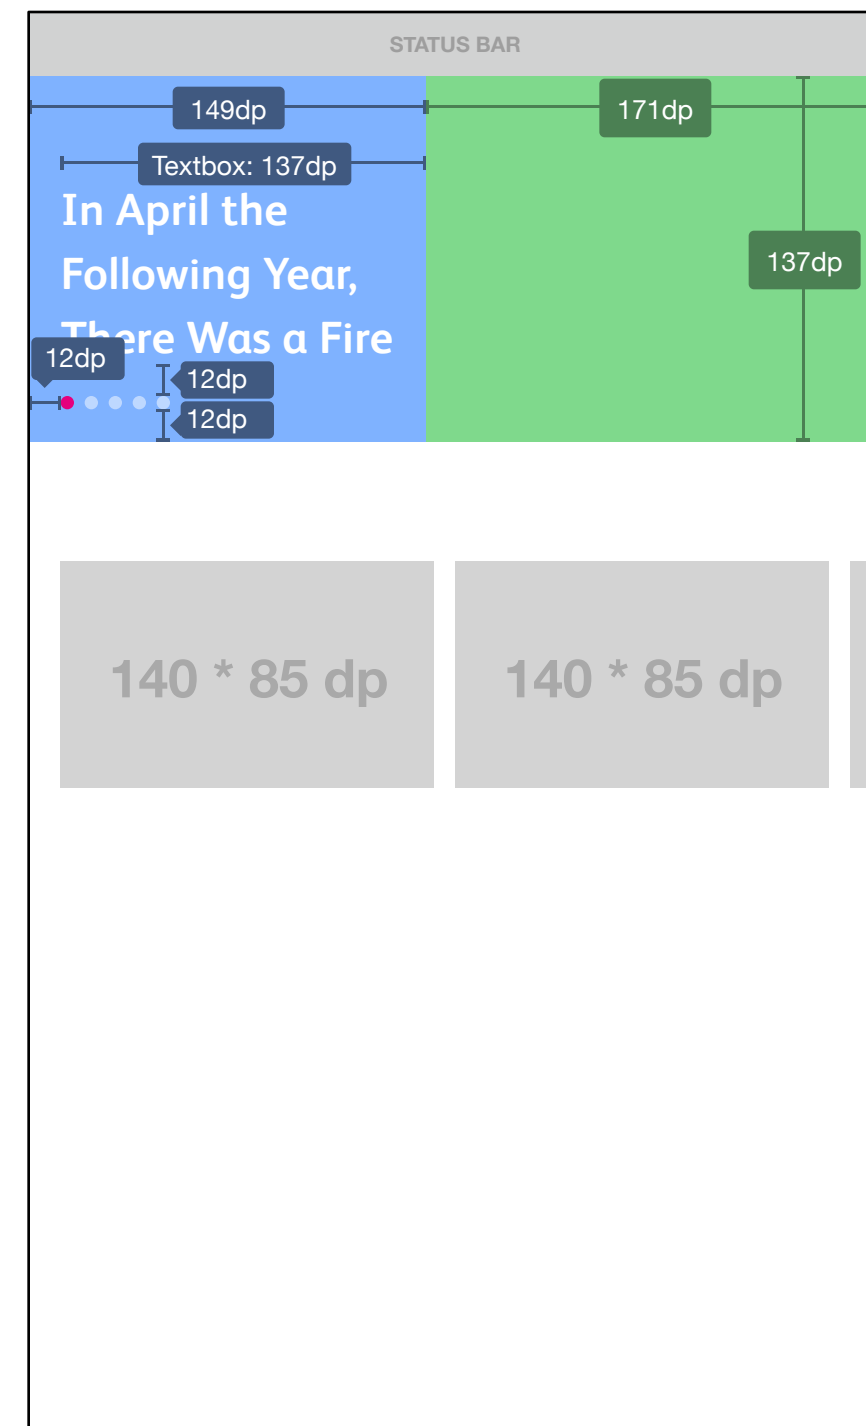 STATUS BAR
149dp
171dp
Textbox: 137dp
In April the
Following Year,
137dp
There Was a Fire
12dp
12dp
12dp
140 * 85 dp
140 * 85 dp